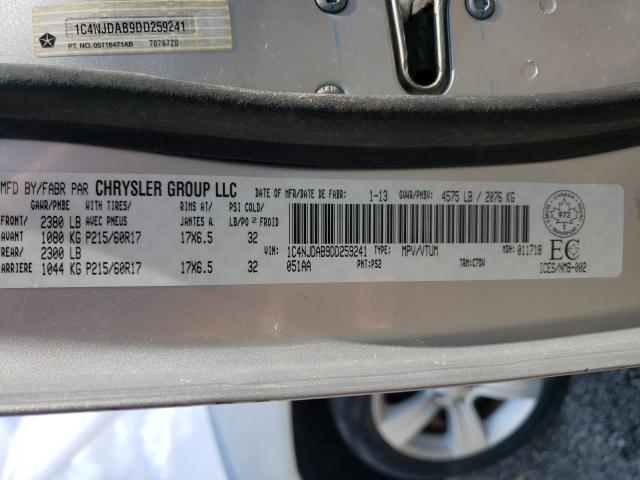 1C4NJDAB9DD259241
PT. NO. 05116471AB 7076720
MFD BY/FABR PAR CHRYSLER GROUP LLC DATE OF MFR/DATE DE FABR: 1-13 GVWR/PNBV: 4575 LB / 2076 KG
GAWR/PNBE WITH TIRES/ RIMS AT/ PSI COLD/
FRONT/ 2380 LB AVEC PNEUS JANTES A LB/PO 2 FROID
AVANT 1080 KG P215/60R17 17X6.5 32
2300 LB
ARRIERE 1044 KG P215/60R17 17X6.5 32
VIN: 1C4NJDAB9DD259241 TYPE: MPV/VTUM MDH: 011718
051AA PNT: PS2 TRM: C7DV
CANADA
972
EC
ICES/NMB-002